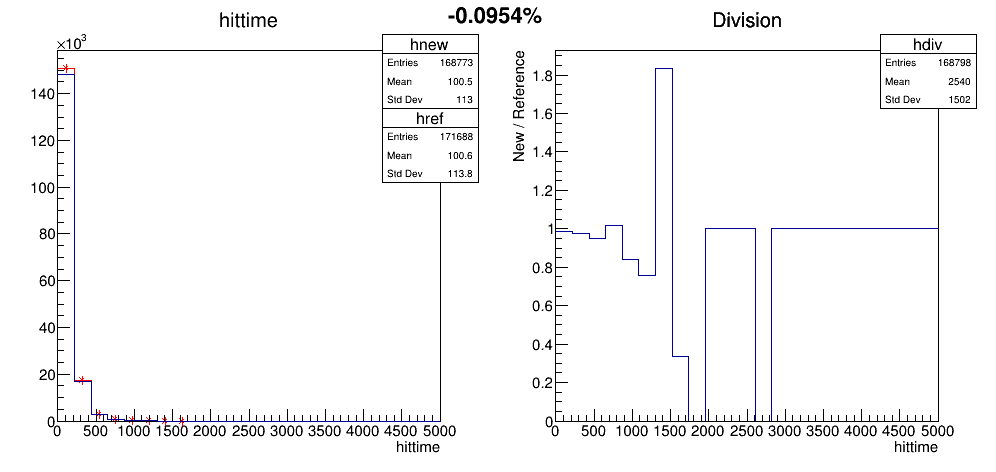 -0.0954%
hittime
×10³
hnew
Entries 168773
Mean 100.5
Std Dev 113
href
Entries 171688
Mean 100.6
Std Dev 113.8
140
120
100
80
60
40
20
0
0 500 1000 1500 2000 2500 3000 3500 4000 4500 5000
hittime
Division
hdiv
Entries 168798
Mean 2540
Std Dev 1502
New / Reference
1.8
1.6
1.4
1.2
1
0.8
0.6
0.4
0.2
0
0 500 1000 1500 2000 2500 3000 3500 4000 4500 5000
hittime